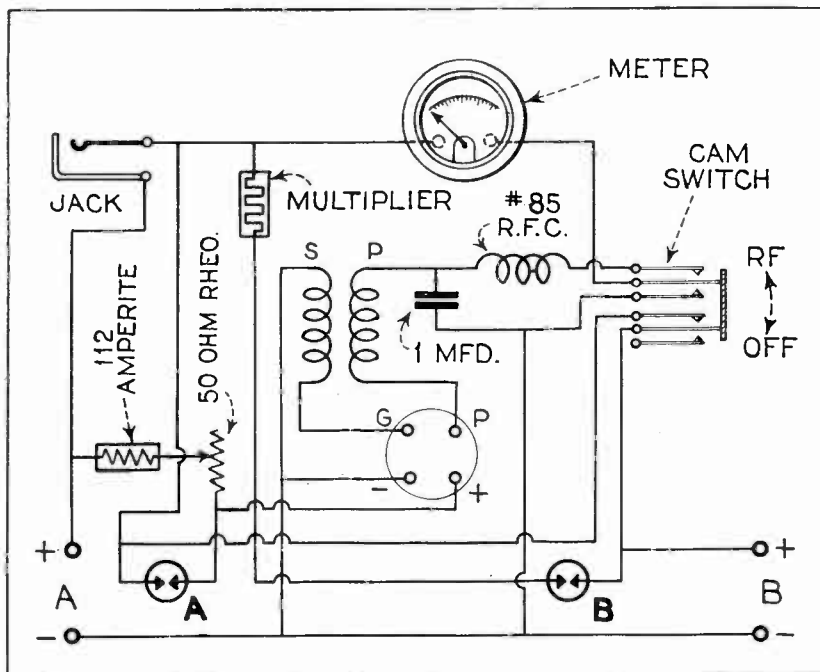 METER
CAM
SWITCH
JACK
MULTIPLIER
#85
R.F.C.
RF
OFF
S
P
1 MFD.
112
AMPERITE
50 OHM RHEO.
G
P
-
+
+
A
-
A
B
+
B
-